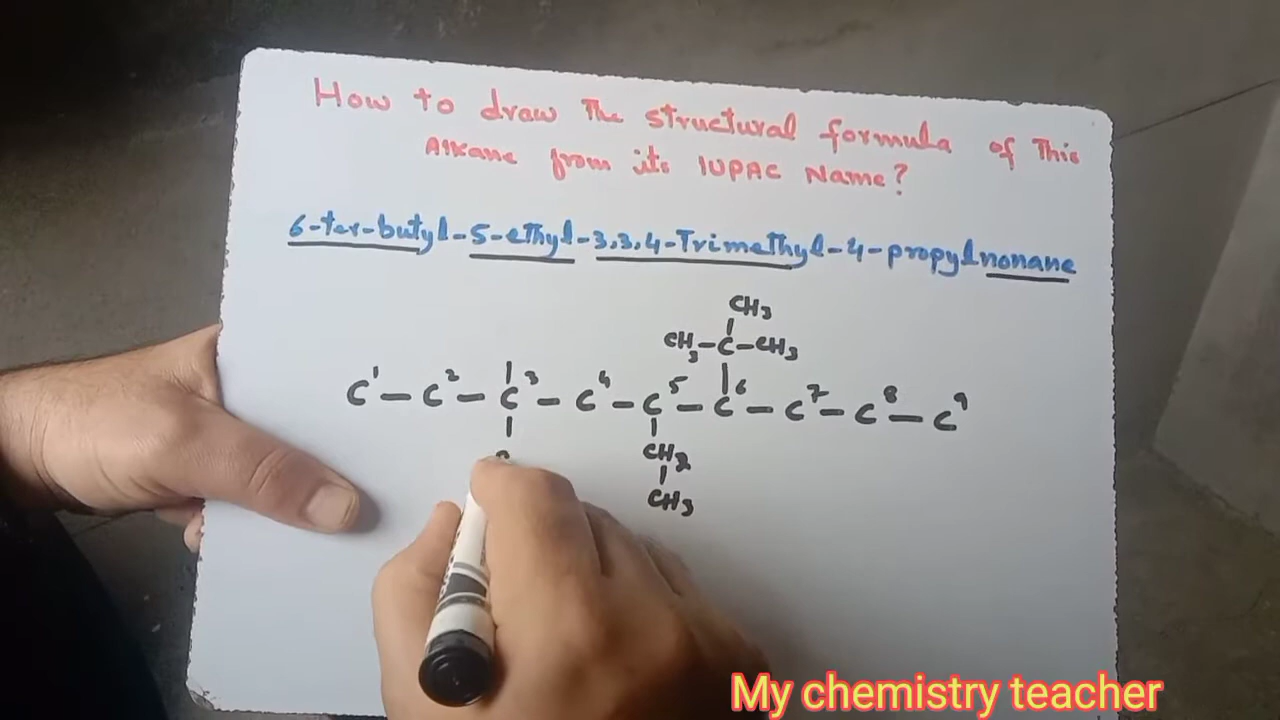 How to draw The structural formula of This
Alkane from its IUPAC Name?
6-ter-butyl-5-ethyl-3,3,4-Trimethyl-4-propylnonane
CH3
CH3-C-CH3
C1-C2-C3-C4-C5-C6-C7-C8-C9
CH2
CH3
My chemistry teacher